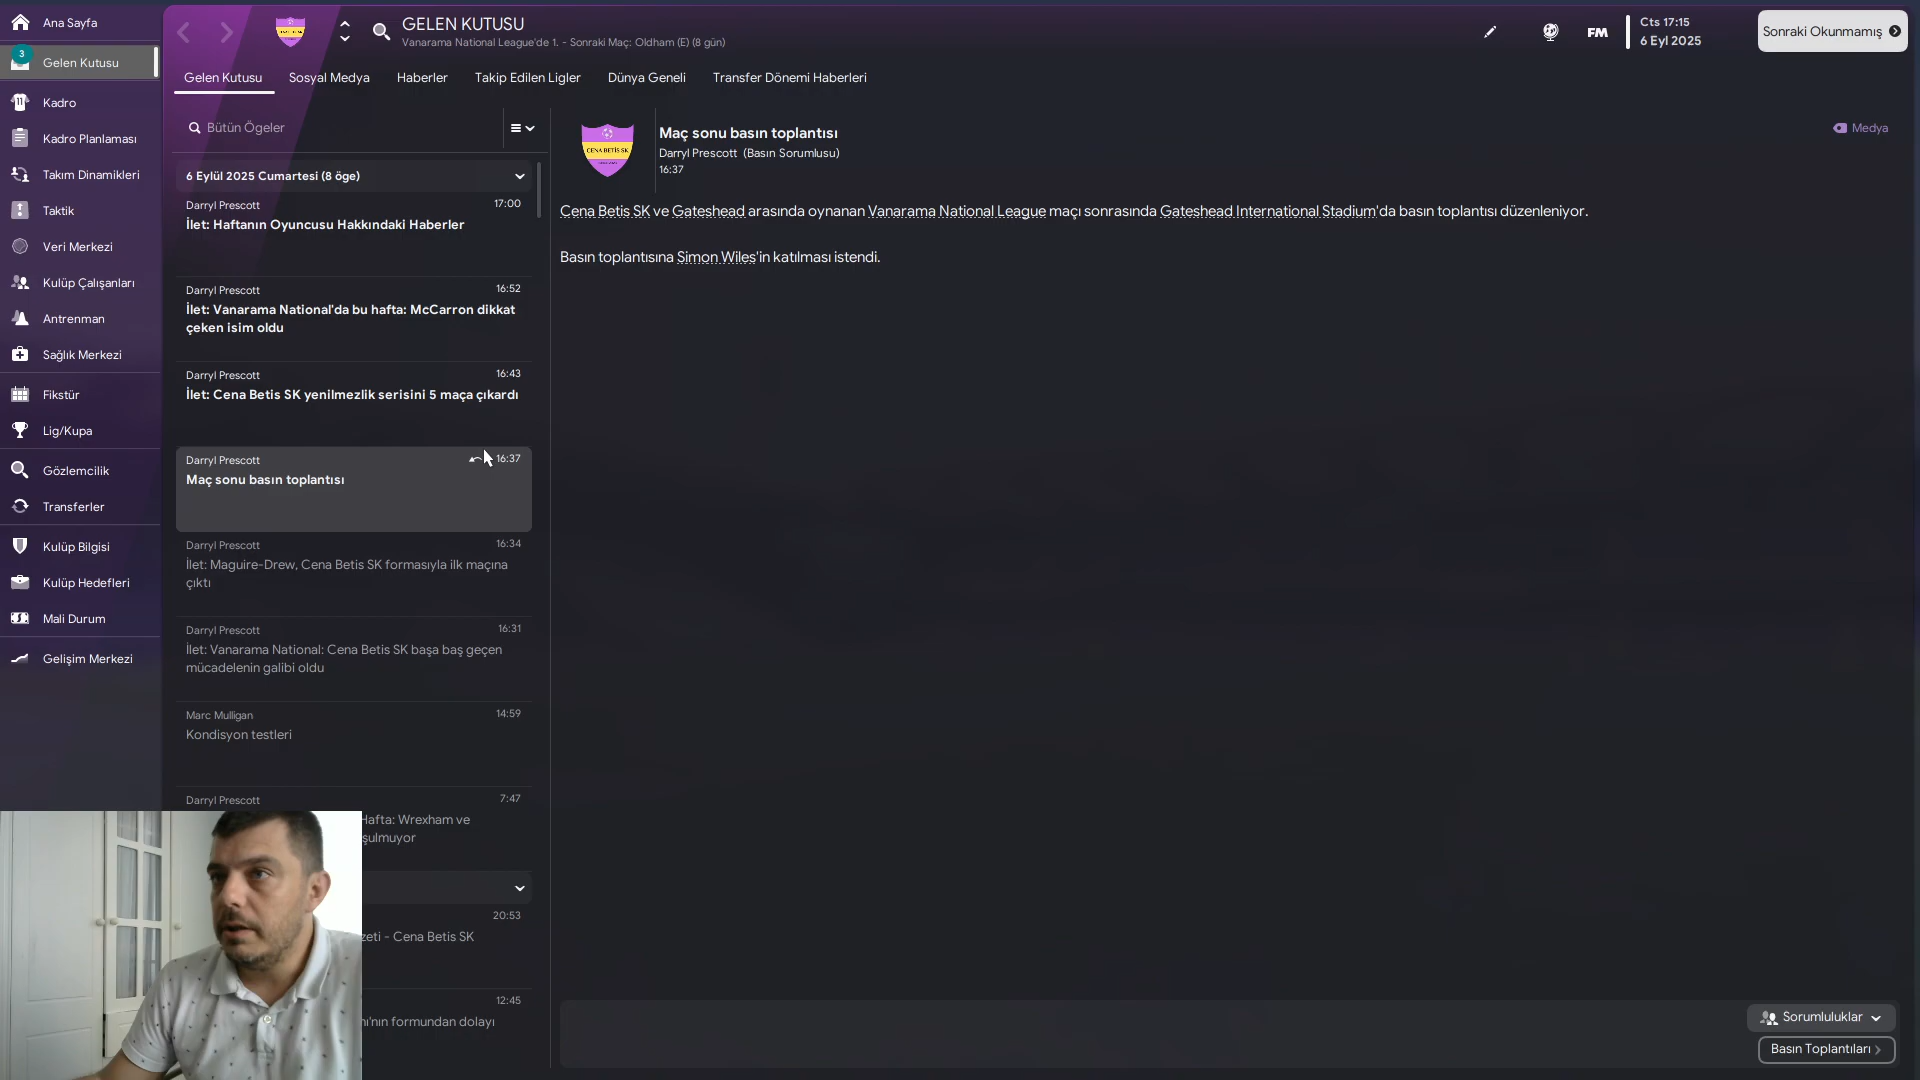 Ana Sayfa
3
Gelen Kutusu
Kadro
Kadro Planlaması
Takım Dinamikleri
Taktik
Veri Merkezi
Kulüp Çalışanları
Antrenman
Sağlık Merkezi
Fikstür
Lig/Kupa
Gözlemcilik
Transferler
Kulüp Bilgisi
Kulüp Hedefleri
Mali Durum
Gelişim Merkezi
GELEN KUTUSU
Vanarama National League'de 1. - Sonraki Maç: Oldham (E) (8 gün)
FM
Cts 17:15
6 Eyl 2025
Sonraki Okunmamış
Gelen Kutusu
Sosyal Medya
Haberler
Takip Edilen Ligler
Dünya Geneli
Transfer Dönemi Haberleri
Bütün Ögeler
6 Eylül 2025 Cumartesi (8 öge)
Darryl Prescott 17:00
İlet: Haftanın Oyuncusu Hakkındaki Haberler
Darryl Prescott 16:52
İlet: Vanarama National'da bu hafta: McCarron dikkat
çeken isim oldu
Darryl Prescott 16:43
İlet: Cena Betis SK yenilmezlik serisini 5 maça çıkardı
Darryl Prescott 16:37
Maç sonu basın toplantısı
Darryl Prescott 16:34
İlet: Maguire-Drew, Cena Betis SK formasıyla ilk maçına
çıktı
Darryl Prescott 16:31
İlet: Vanarama National: Cena Betis SK başa baş geçen
mücadelenin galibi oldu
Marc Mulligan 14:59
Kondisyon testleri
Darryl Prescott 7:47
Hafta: Wrexham ve
şulmuyor
20:53
zeti - Cena Betis SK
12:45
nı'nın formundan dolayı
CENA BETİS SK
Maç sonu basın toplantısı
Darryl Prescott (Basın Sorumlusu)
16:37
Medya
Cena Betis SK ve Gateshead arasında oynanan Vanarama National League maçı sonrasında Gateshead International Stadium'da basın toplantısı düzenleniyor.
Basın toplantısına Simon Wiles'in katılması istendi.
Sorumluluklar
Basın Toplantıları